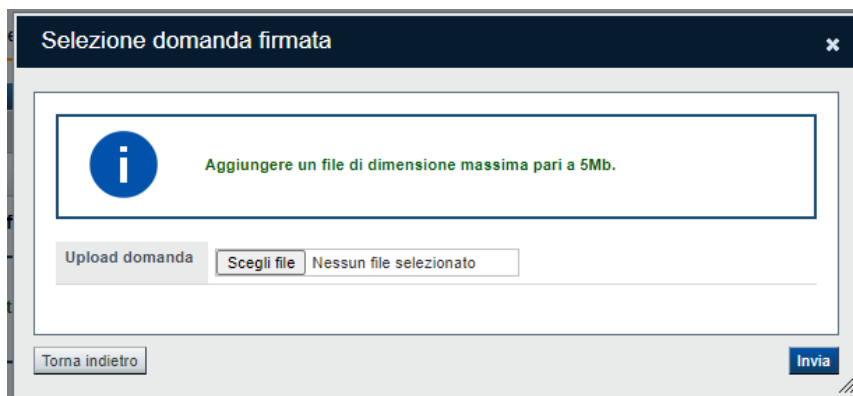 Selezione domanda firmata
Aggiungere un file di dimensione massima pari a 5Mb.
Upload domanda Scegli file Nessun file selezionato
Torna indietro Invia